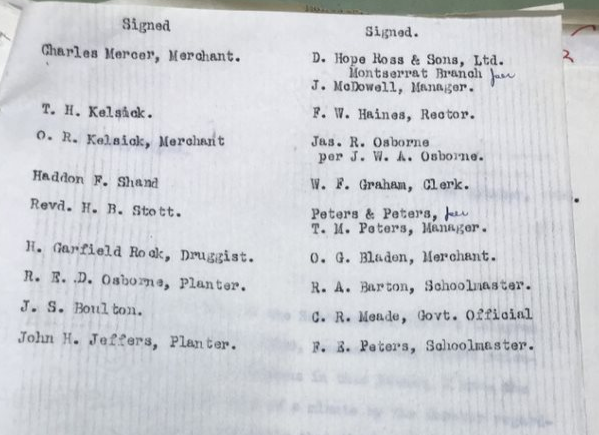 Signed
Charles Mercer, Merchant.
T. H. Kelsick.
O. R. Kelsick, Merchant
Haddon F. Shand
Revd. H. B. Stott.
H. Garfield Rock, Druggist.
R. E. D. Osborne, Planter.
J. S. Boulton.
John H. Jeffers, Planter.
Signed.
D. Hope Ross & Sons, Ltd.
Montserrat Branch per
J. McDowell, Manager.
F. W. Haines, Rector.
Jas. R. Osborne
per J. W. A. Osborne.
W. F. Graham, Clerk.
Peters & Peters, per
T. M. Peters, Manager.
O. G. Bladen, Merchant.
R. A. Barton, Schoolmaster.
C. R. Meade, Govt. Official
F. E. Peters, Schoolmaster.